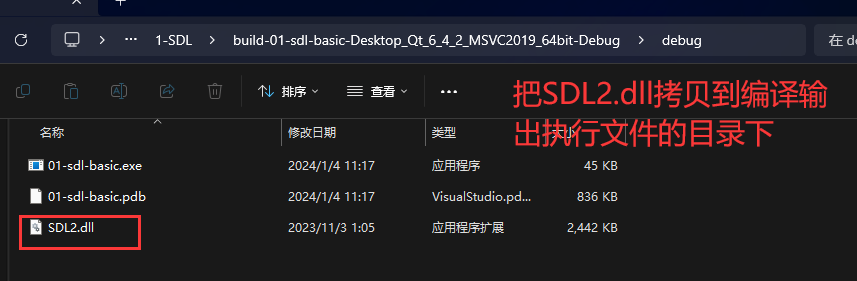 1-SDL
build-01-sdl-basic-Desktop_Qt_6_4_2_MSVC2019_64bit-Debug
debug
在 de
排序
查看
把SDL2.dll拷贝到编译输
出执行文件的目录下
名称 修改日期 类型 大小
01-sdl-basic.exe 2024/1/4 11:17 应用程序 45 KB
01-sdl-basic.pdb 2024/1/4 11:17 VisualStudio.pd... 836 KB
SDL2.dll 2023/11/3 1:05 应用程序扩展 2,442 KB